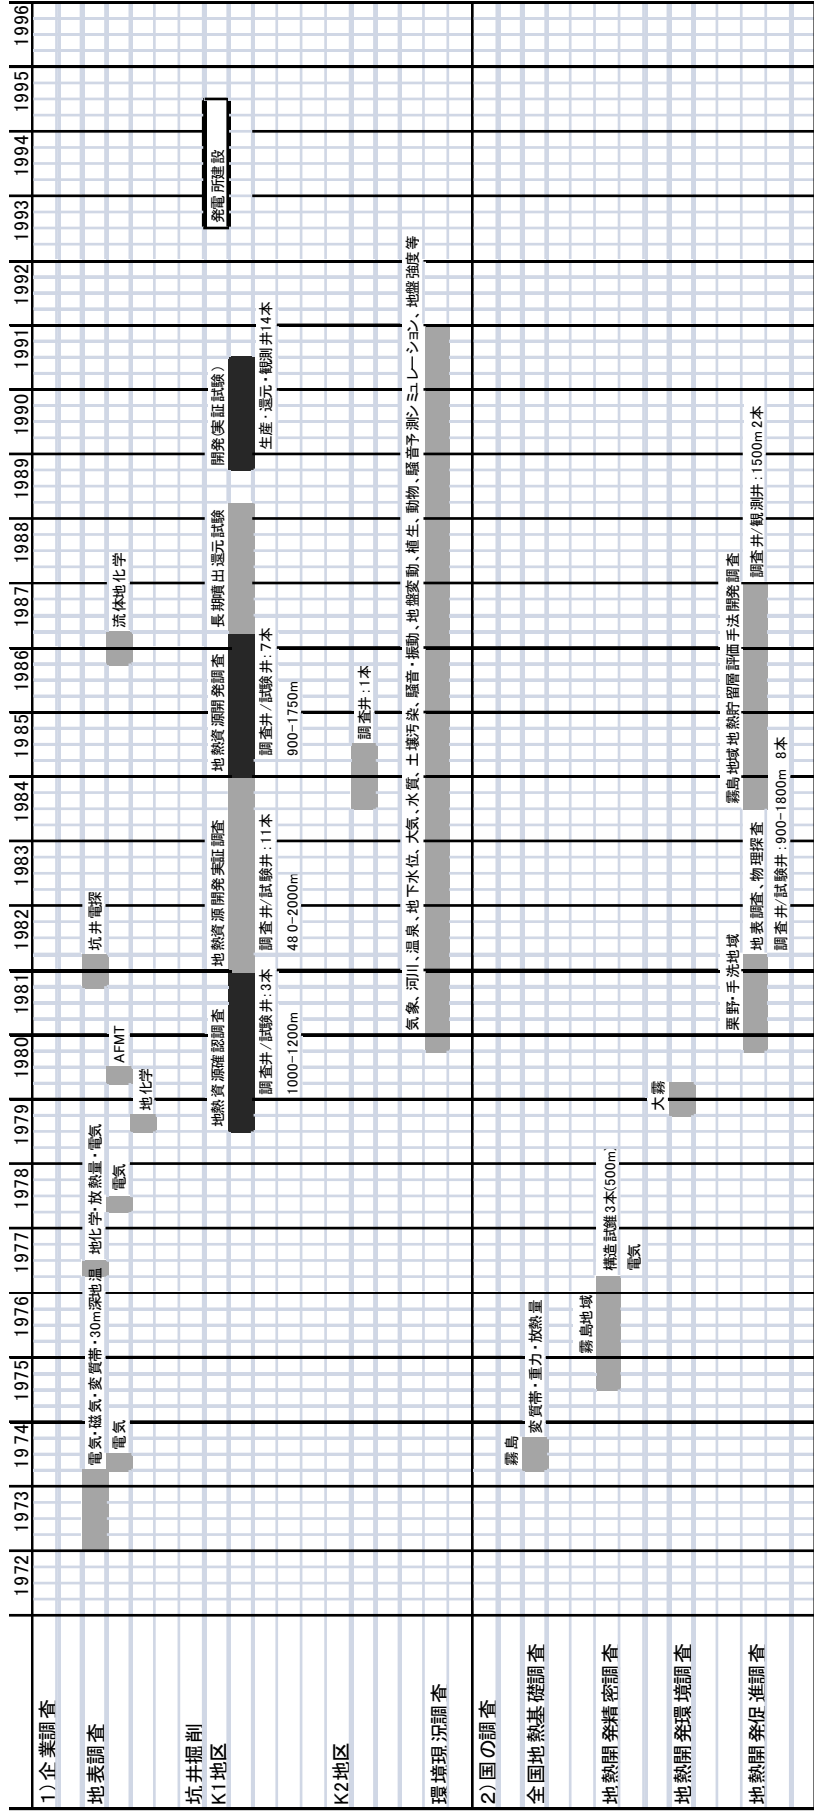 1972 1973 1974 1975 1976 1977 1978 1979 1980 1981 1982 1983 1984 1985 1986 1987 1988 1989 1990 1991 1992 1993 1994 1995 1996
1)企業調査
地表調査
電気・磁気・変質帯・30m深地温
地化学・放熱量・電気
坑井電探
電気
電気
AFMT
流体地化学
地化学
坑井掘削
K1地区
地熱資源確認調査
地熱資源開発実証調査
地熱資源開発調査
長期噴出還元試験
開発(実証試験)
発電所建設
調査井/試験井:3本
調査井/試験井:11本
調査井/試験井:7本
生産・還元・観測井14本
1000-1200m
480-2000m
900-1750m
K2地区
調査井:1本
環境現況調査
気象、河川、温泉、地下水位、大気、水質、土壌汚染、騒音・振動、地盤変動、植生、動物、騒音予測シミュレーション、地盤強度等
2)国の調査
全国地熱基礎調査
霧島
変質帯・重力・放熱量
地熱開発精密調査
霧島地域
構造試錐3本(500m)
電気
地熱開発環境調査
大霧
地熱開発促進調査
栗野・手洗地域
霧島地域地熱貯留層評価手法開発調査
地表調査、物理探査
調査井/観測井:1500m2本
調査井/試験井:900-1800m 8本